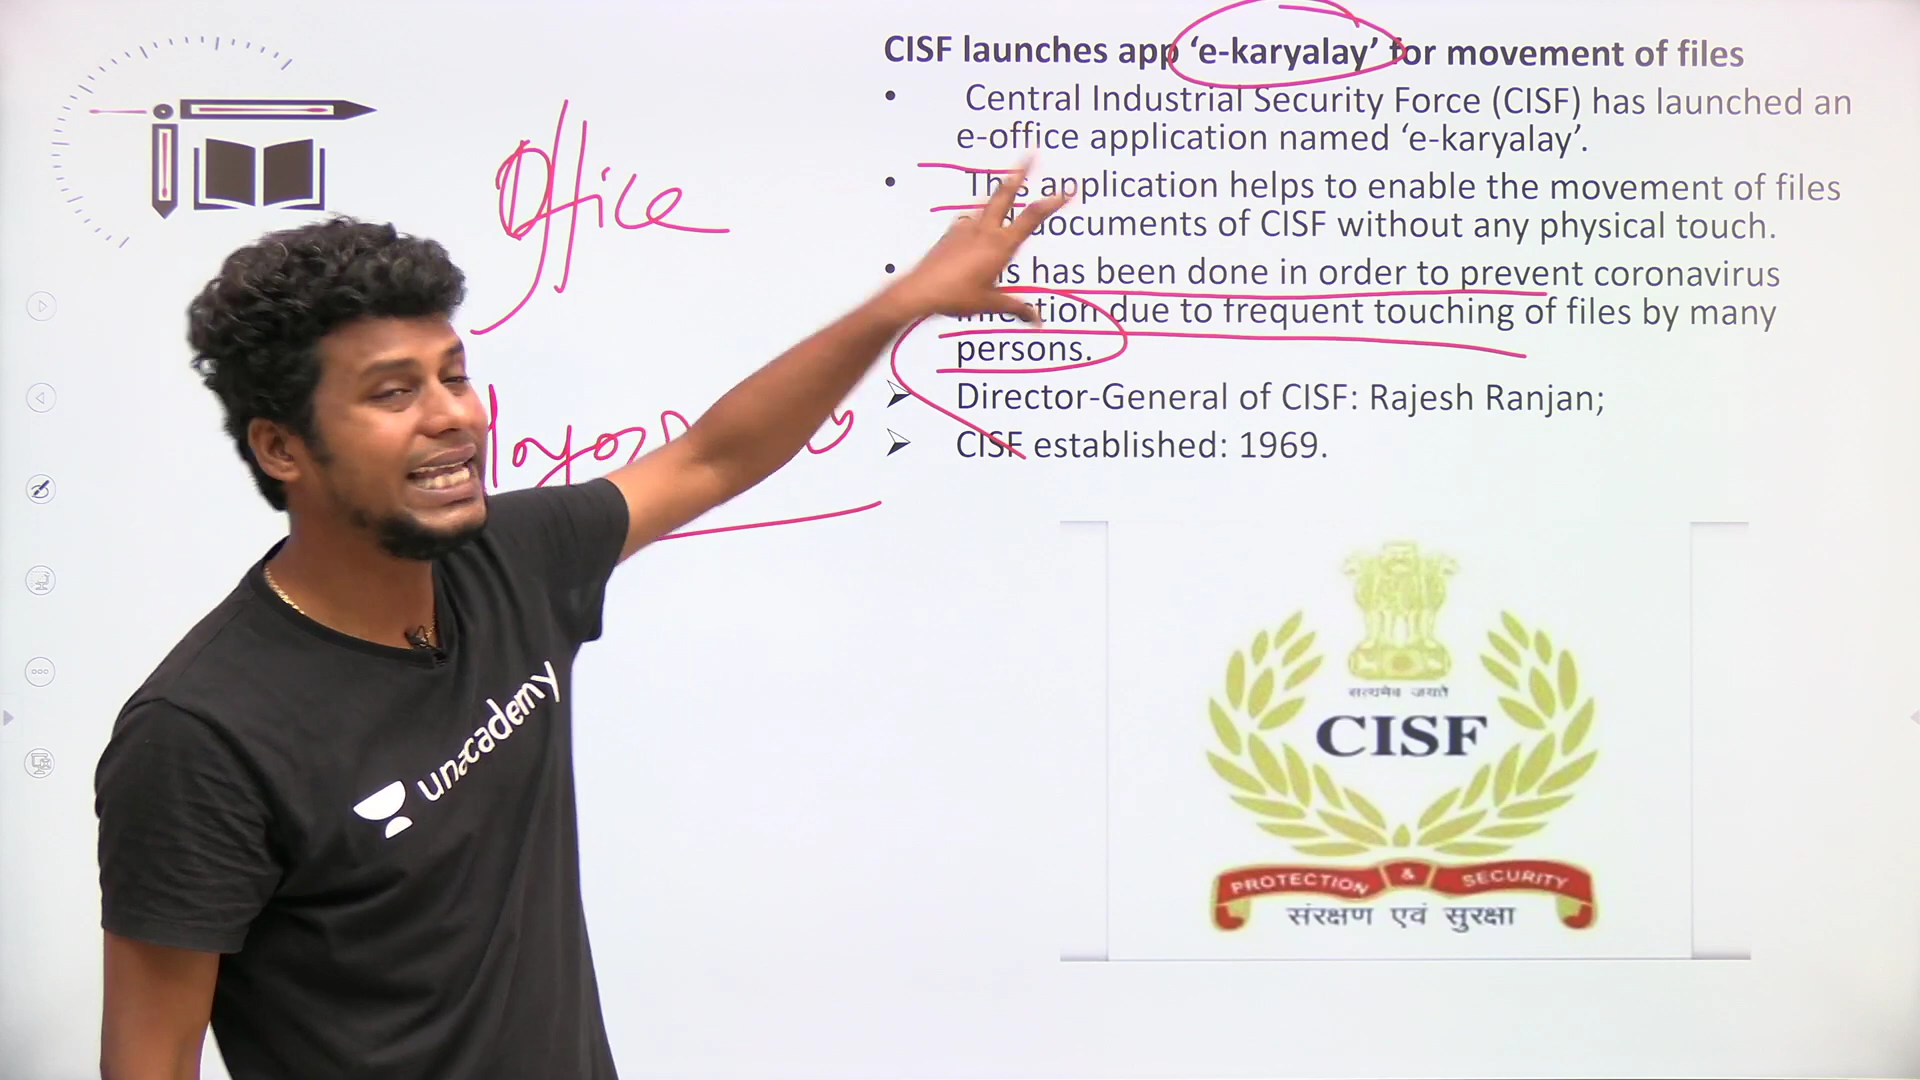 CISF launches app ‘e-karyalay’ for movement of files
• Central Industrial Security Force (CISF) has launched an
e-office application named ‘e-karyalay’.
• This application helps to enable the movement of files
documents of CISF without any physical touch.
• has been done in order to prevent coronavirus
due to frequent touching of files by many
persons.
➢ Director-General of CISF: Rajesh Ranjan;
➢ CISF established: 1969.
Office
unacademy
सत्यमेव जयते
CISF
PROTECTION & SECURITY
संरक्षण एवं सुरक्षा